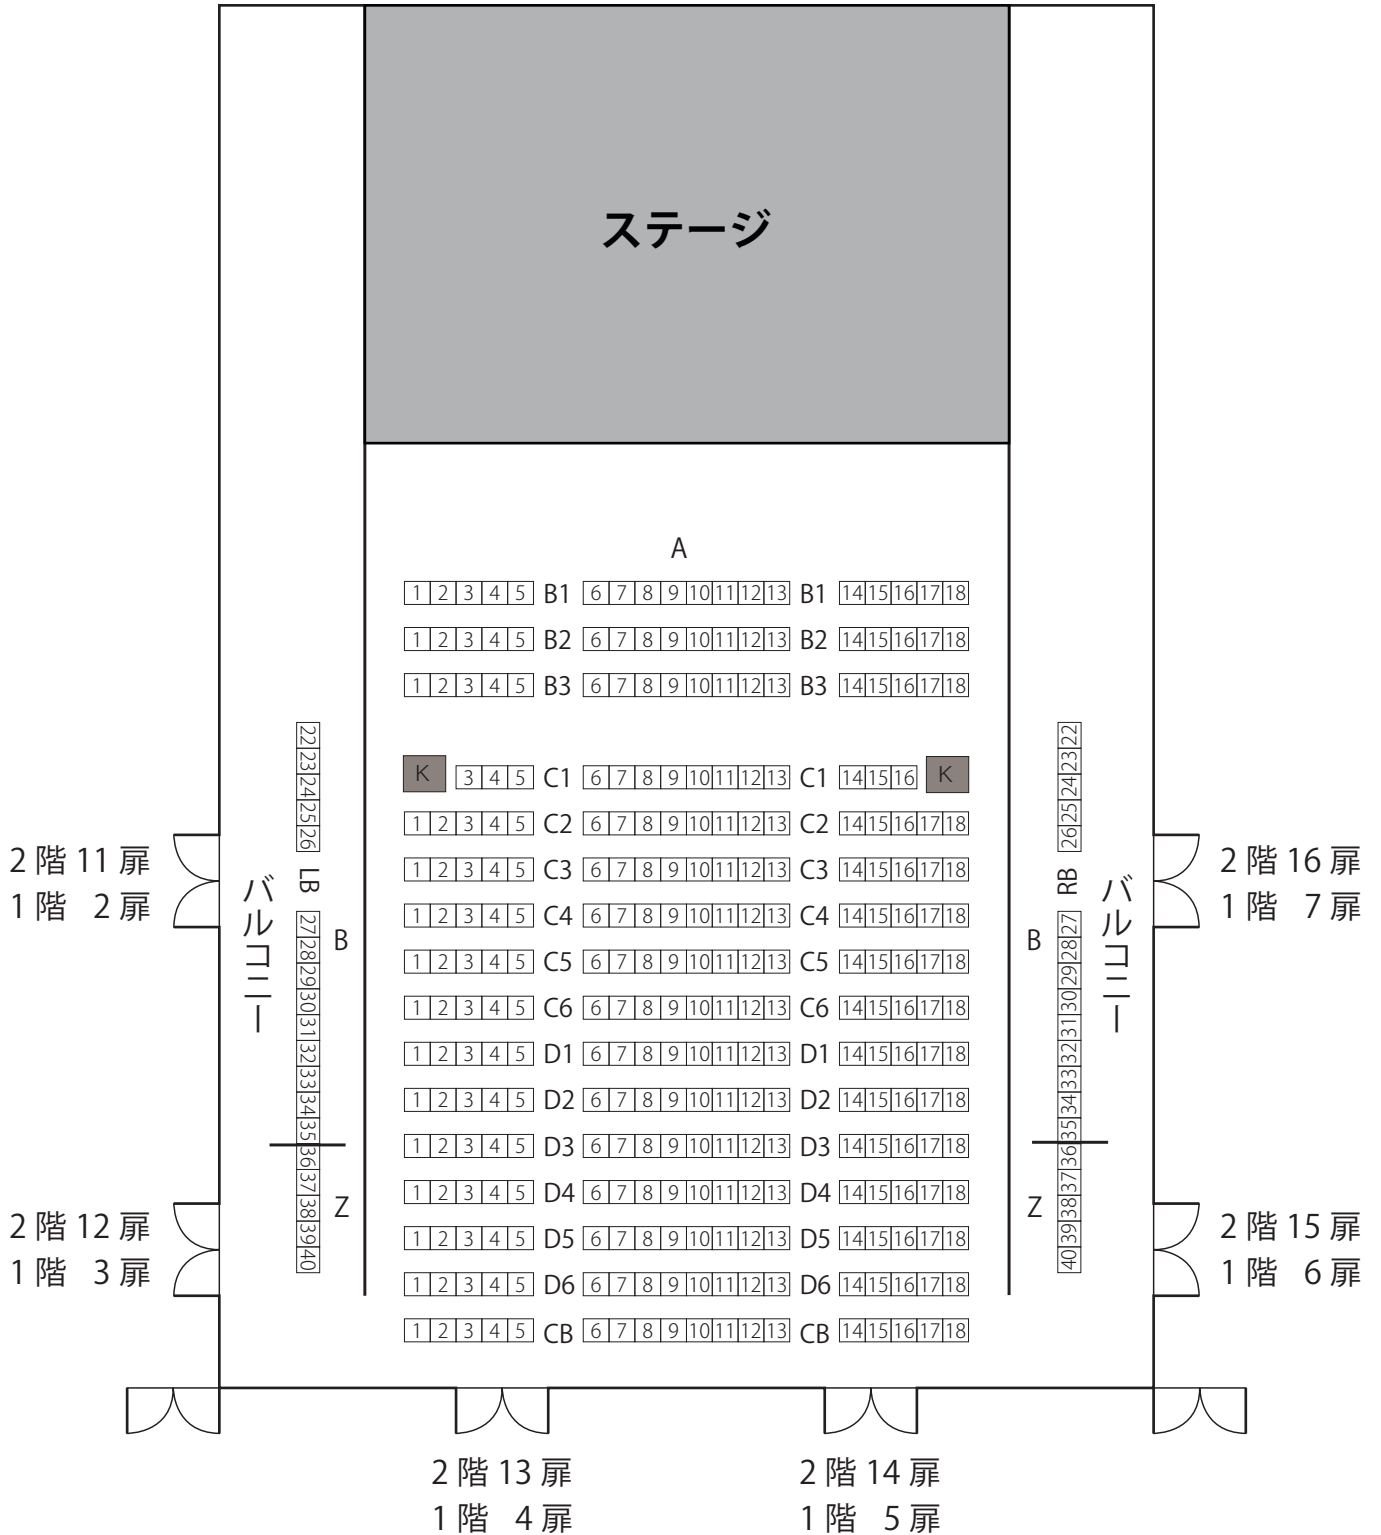 ステージ
A
1 2 3 4 5 B1 6 7 8 9 10 11 12 13 B1 14 15 16 17 18
1 2 3 4 5 B2 6 7 8 9 10 11 12 13 B2 14 15 16 17 18
1 2 3 4 5 B3 6 7 8 9 10 11 12 13 B3 14 15 16 17 18
K 3 4 5 C1 6 7 8 9 10 11 12 13 C1 14 15 16 K
1 2 3 4 5 C2 6 7 8 9 10 11 12 13 C2 14 15 16 17 18
1 2 3 4 5 C3 6 7 8 9 10 11 12 13 C3 14 15 16 17 18
1 2 3 4 5 C4 6 7 8 9 10 11 12 13 C4 14 15 16 17 18
1 2 3 4 5 C5 6 7 8 9 10 11 12 13 C5 14 15 16 17 18
1 2 3 4 5 C6 6 7 8 9 10 11 12 13 C6 14 15 16 17 18
1 2 3 4 5 D1 6 7 8 9 10 11 12 13 D1 14 15 16 17 18
1 2 3 4 5 D2 6 7 8 9 10 11 12 13 D2 14 15 16 17 18
1 2 3 4 5 D3 6 7 8 9 10 11 12 13 D3 14 15 16 17 18
1 2 3 4 5 D4 6 7 8 9 10 11 12 13 D4 14 15 16 17 18
1 2 3 4 5 D5 6 7 8 9 10 11 12 13 D5 14 15 16 17 18
1 2 3 4 5 D6 6 7 8 9 10 11 12 13 D6 14 15 16 17 18
1 2 3 4 5 CB 6 7 8 9 10 11 12 13 CB 14 15 16 17 18
22 23 24 25 26 LB 27 28 29 30 31 32 33 34 35 36 37 38 39 40
バルコニー
B
Z
22 23 24 25 26 RB 27 28 29 30 31 32 33 34 35 36 37 38 39 40
バルコニー
B
Z
2 階 11 扉
1 階 2 扉
2 階 12 扉
1 階 3 扉
2 階 16 扉
1 階 7 扉
2 階 15 扉
1 階 6 扉
2 階 13 扉
1 階 4 扉
2 階 14 扉
1 階 5 扉